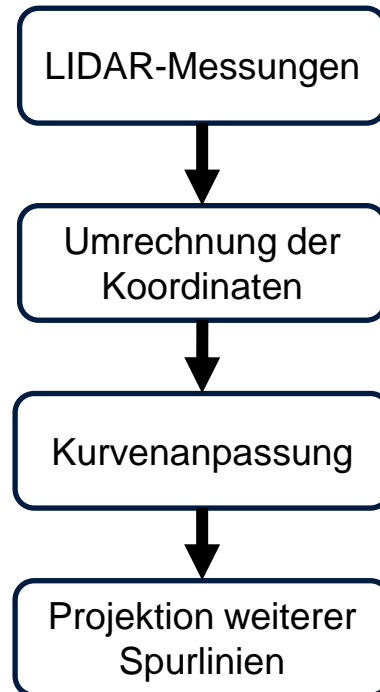 LIDAR-Messungen
Umrechnung der
Koordinaten
Kurvenanpassung
Projektion weiterer
Spurlinien